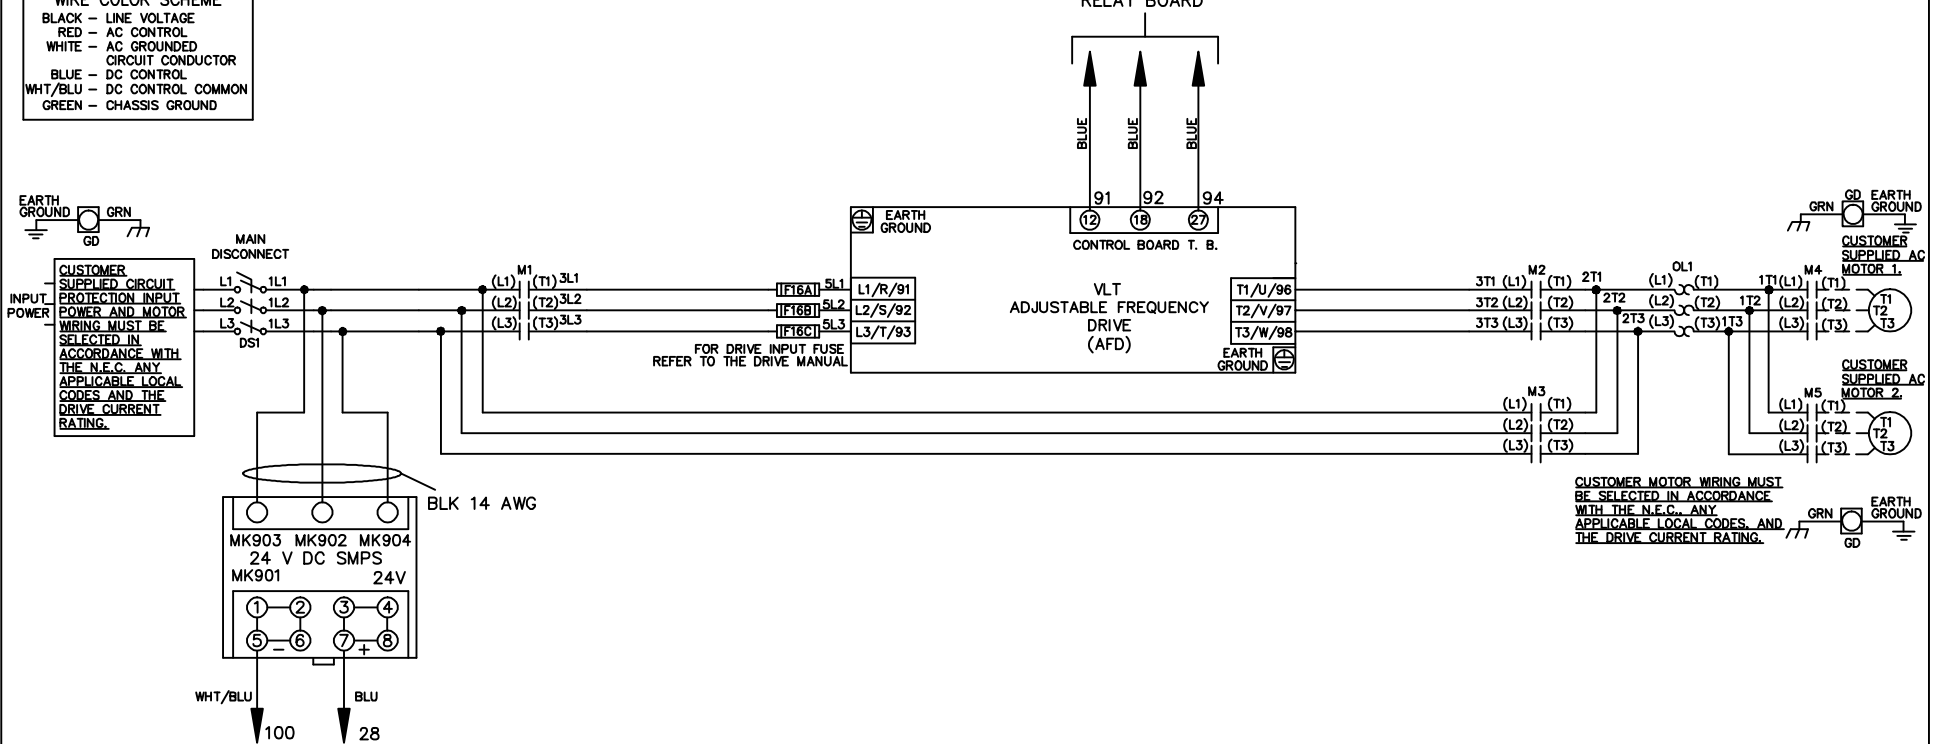 WIRE COLOR SCHEME
BLACK – LINE VOLTAGE
RED – AC CONTROL
WHITE – AC GROUNDED
CIRCUIT CONDUCTOR
BLUE – DC CONTROL
WHT/BLU – DC CONTROL COMMON
GREEN – CHASSIS GROUND
RELAY BOARD
BLUE
BLUE
BLUE
91 92 94
12 18 27
CONTROL BOARD T. B.
EARTH
GROUND
GRN
GD
MAIN
DISCONNECT
INPUT
POWER
CUSTOMER
SUPPLIED CIRCUIT
PROTECTION INPUT
POWER AND MOTOR
WIRING MUST BE
SELECTED IN
ACCORDANCE WITH
THE N.E.C. ANY
APPLICABLE LOCAL
CODES AND THE
DRIVE CURRENT
RATING.
L1 1L1
L2 1L2
L3 1L3
DS1
M1
(L1) (T1) 3L1
(L2) (T2) 3L2
(L3) (T3) 3L3
F16A 5L1
F16B 5L2
F16C 5L3
FOR DRIVE INPUT FUSE
REFER TO THE DRIVE MANUAL
EARTH
GROUND
L1/R/91
L2/S/92
L3/T/93
VLT
ADJUSTABLE FREQUENCY
DRIVE
(AFD)
T1/U/96
T2/V/97
T3/W/98
EARTH
GROUND
M2
3T1 (L1) (T1) 2T1
3T2 (L2) (T2) 2T2
3T3 (L3) (T3) 2T3
OL1
(L1) (T1) 1T1
(L2) (T2) 1T2
(L3) (T3) 1T3
M4
(L1) (T1)
(L2) (T2)
(L3) (T3)
T1
T2
T3
GRN
GD
EARTH
GROUND
CUSTOMER
SUPPLIED AC
MOTOR 1.
M3
(L1) (T1)
(L2) (T2)
(L3) (T3)
CUSTOMER
SUPPLIED AC
MOTOR 2.
M5
(L1) (T1)
(L2) (T2)
(L3) (T3)
T1
T2
T3
CUSTOMER MOTOR WIRING MUST
BE SELECTED IN ACCORDANCE
WITH THE N.E.C., ANY
APPLICABLE LOCAL CODES, AND
THE DRIVE CURRENT RATING.
GRN
GD
EARTH
GROUND
BLK 14 AWG
MK903 MK902 MK904
24 V DC SMPS
MK901 24V
1 2 3 4
5 6 7 8
– +
WHT/BLU BLU
100 28